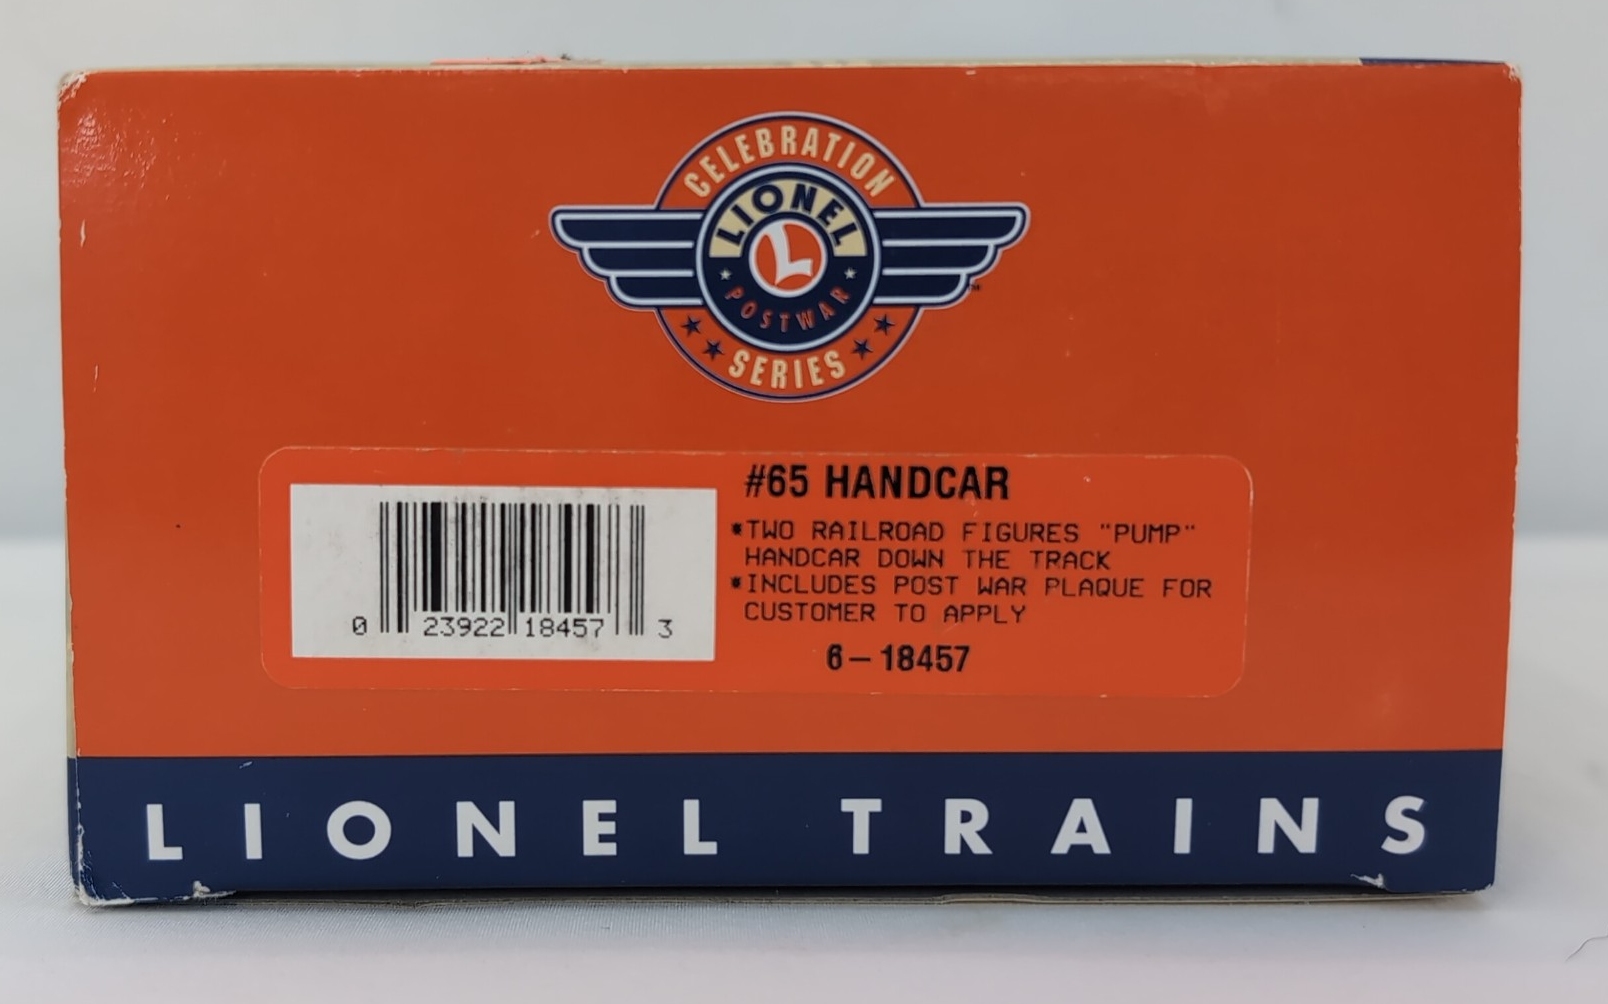 CELEBRATION
LIONEL
L
POSTWAR
SERIES
™
#65 HANDCAR
*TWO RAILROAD FIGURES "PUMP"
HANDCAR DOWN THE TRACK
*INCLUDES POST WAR PLAQUE FOR
CUSTOMER TO APPLY
6-18457
0 23922 18457 3
LIONEL TRAINS